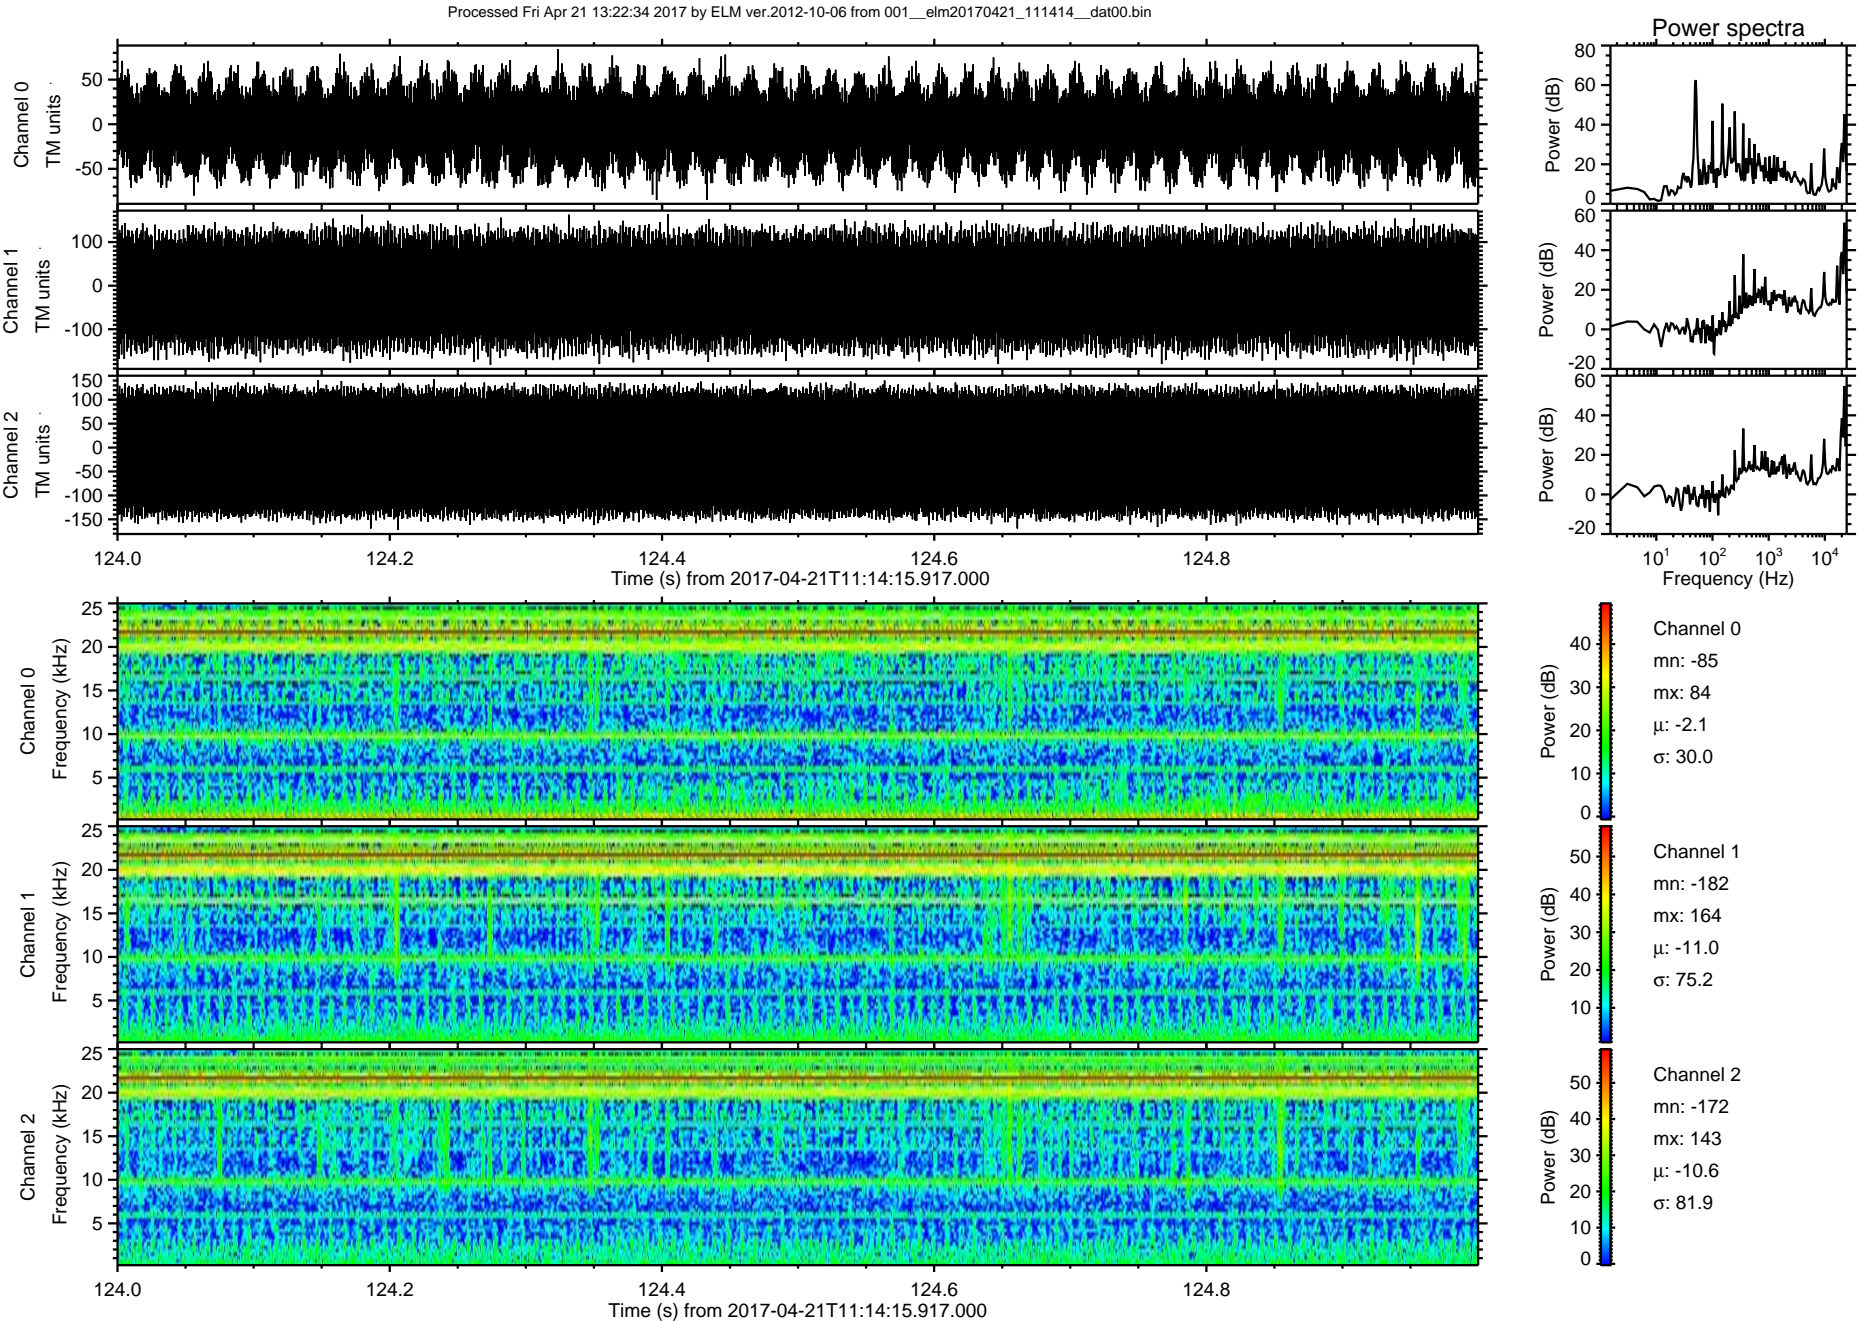 Processed Fri Apr 21 13:22:34 2017 by ELM ver.2012-10-06 from 001__elm20170421_111414__dat00.bin
Power spectra
Channel 0
TM units
50
0
-50
Power (dB)
80
60
40
20
0
Channel 1
TM units
100
0
-100
Power (dB)
60
40
20
0
-20
Channel 2
TM units
150
100
50
0
-50
-100
-150
Power (dB)
60
40
20
0
-20
124.0 124.2 124.4 124.6 124.8
Time (s) from 2017-04-21T11:14:15.917.000
10^1 10^2 10^3 10^4
Frequency (Hz)
Channel 0
Frequency (kHz)
25
20
15
10
5
Power (dB)
40
30
20
10
0
Channel 0
mn: -85
mx: 84
μ: -2.1
σ: 30.0
Channel 1
Frequency (kHz)
25
20
15
10
5
Power (dB)
50
40
30
20
10
Channel 1
mn: -182
mx: 164
μ: -11.0
σ: 75.2
Channel 2
Frequency (kHz)
25
20
15
10
5
Power (dB)
50
40
30
20
10
0
Channel 2
mn: -172
mx: 143
μ: -10.6
σ: 81.9
124.0 124.2 124.4 124.6 124.8
Time (s) from 2017-04-21T11:14:15.917.000